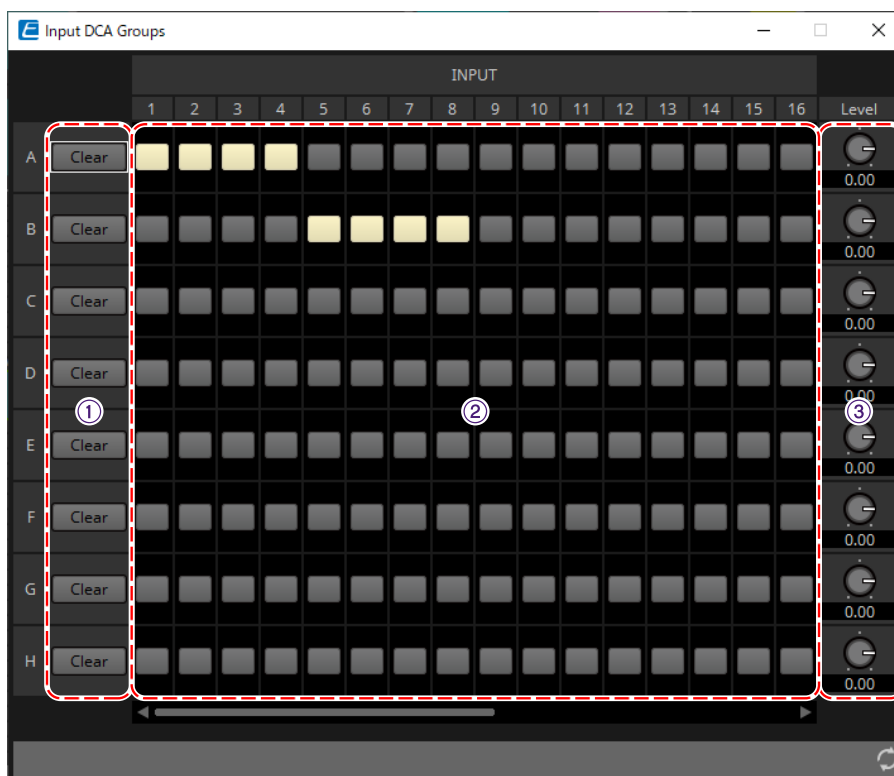 Input DCA Groups
INPUT
1 2 3 4 5 6 7 8 9 10 11 12 13 14 15 16 Level
A Clear 0.00
B Clear 0.00
C Clear 0.00
D Clear 0.00
① ② ③
E Clear 0.00
F Clear 0.00
G Clear 0.00
H Clear 0.00